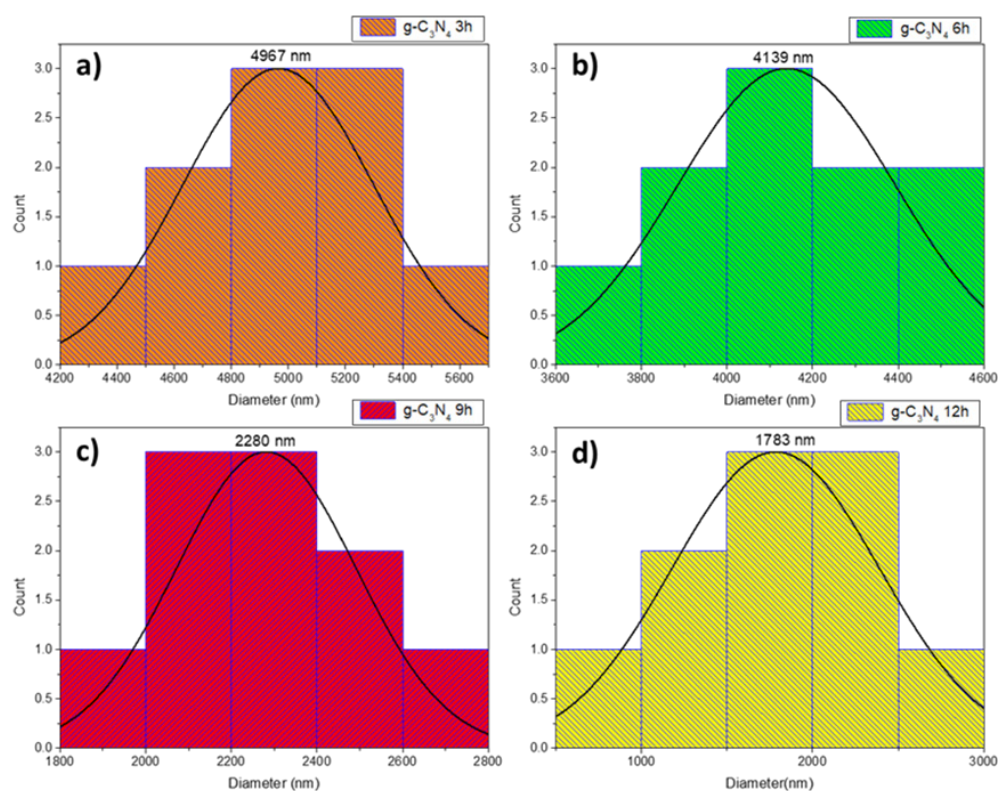 g-C₃N₄ 3h
a)
4967 nm
3.0
2.5
2.0
1.5
1.0
0.5
0.0
Count
4200 4400 4600 4800 5000 5200 5400 5600
Diameter (nm)
g-C₃N₄ 6h
b)
4139 nm
3.0
2.5
2.0
1.5
1.0
0.5
0.0
Count
3600 3800 4000 4200 4400 4600
Diameter (nm)
g-C₃N₄ 9h
c)
2280 nm
3.0
2.5
2.0
1.5
1.0
0.5
0.0
Count
1800 2000 2200 2400 2600 2800
Diameter (nm)
g-C₃N₄ 12h
d)
1783 nm
3.0
2.5
2.0
1.5
1.0
0.5
0.0
Count
1000 2000 3000
Diameter(nm)